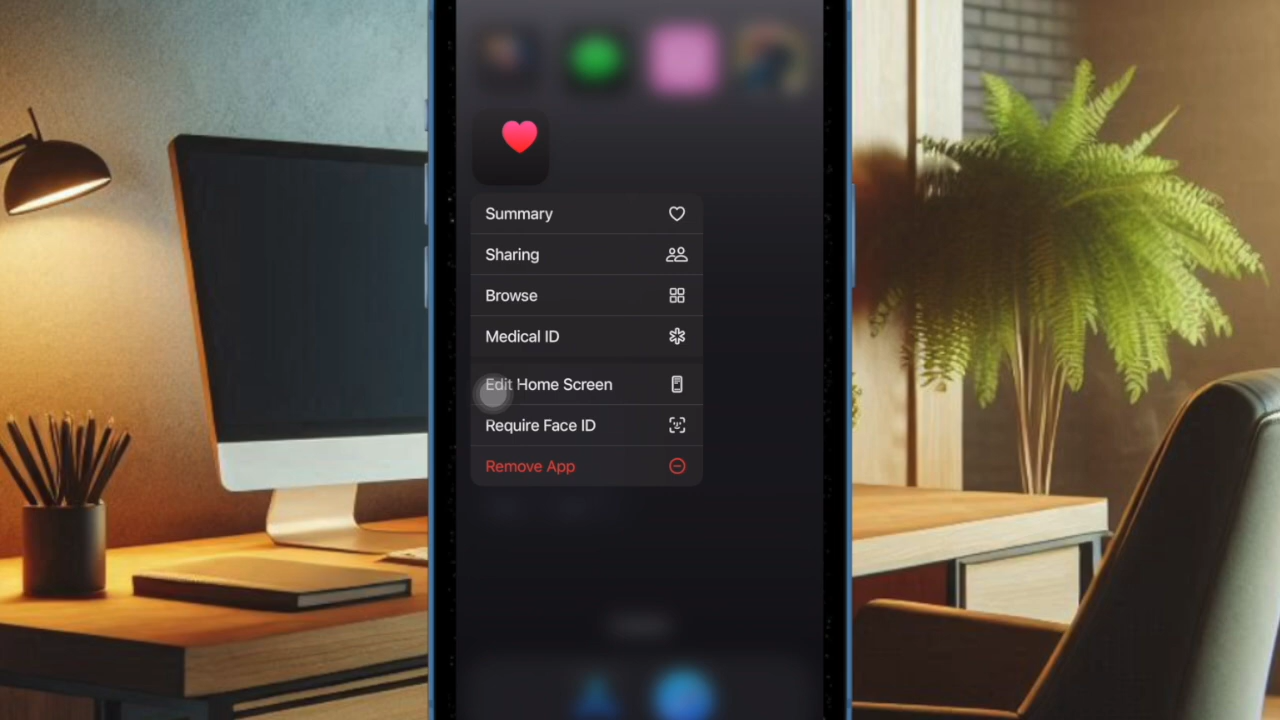 Summary
Sharing
Browse
Medical ID
Edit Home Screen
Require Face ID
Remove App